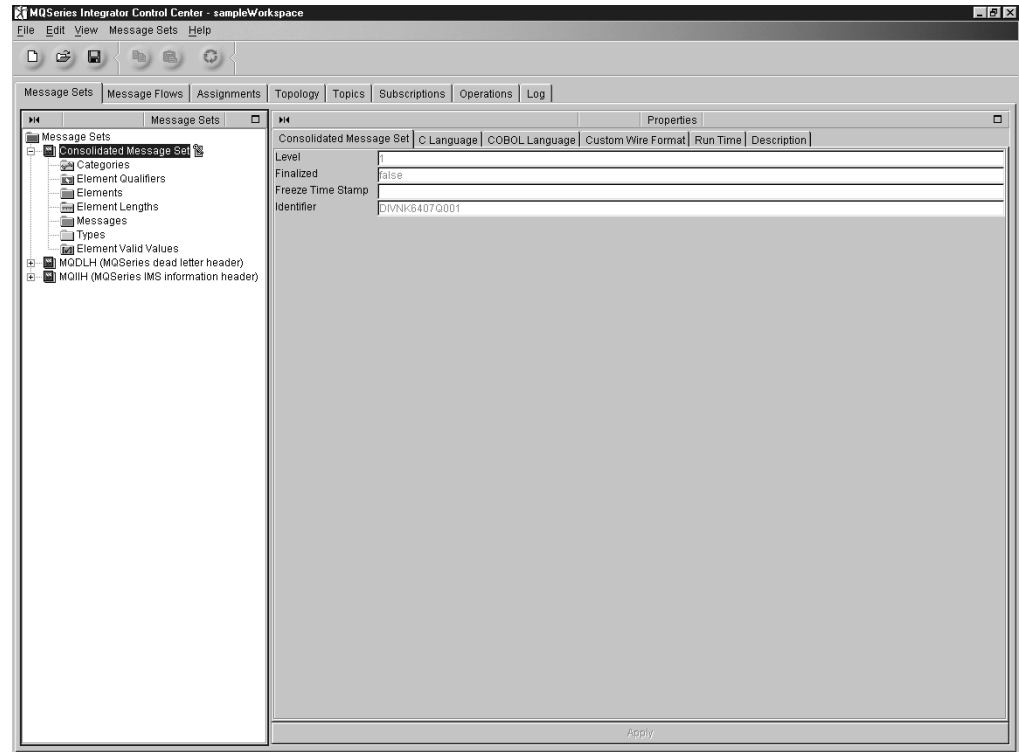 MQSeries Integrator Control Center - sampleWorkspace
File Edit View Message Sets Help
Message Sets Message Flows Assignments Topology Topics Subscriptions Operations Log
Message Sets
Message Sets
Consolidated Message Set
Categories
Element Qualifiers
Elements
Element Lengths
Messages
Types
Element Valid Values
MQDLH (MQSeries dead letter header)
MQIIH (MQSeries IMS information header)
Properties
Consolidated Message Set C Language COBOL Language Custom Wire Format Run Time Description
Level 1
Finalized false
Freeze Time Stamp
Identifier DIVNK6407Q001
Apply